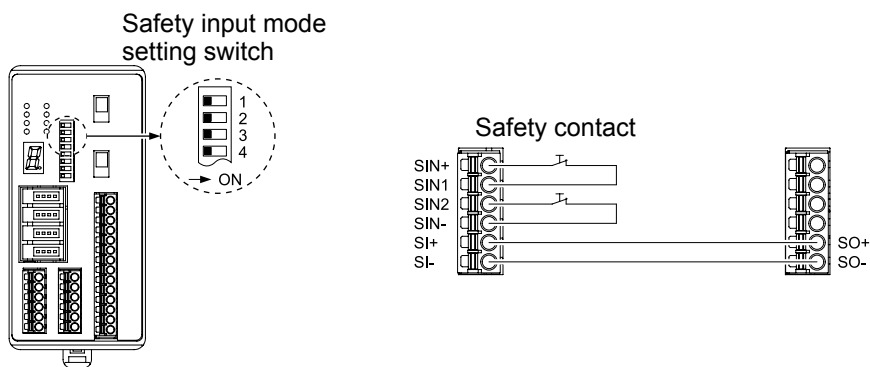 Safety input mode
setting switch
1
2
3
4
→ ON
8.
Safety contact
SIN+
SIN1
SIN2
SIN-
SI+
SI-
SO+
SO-